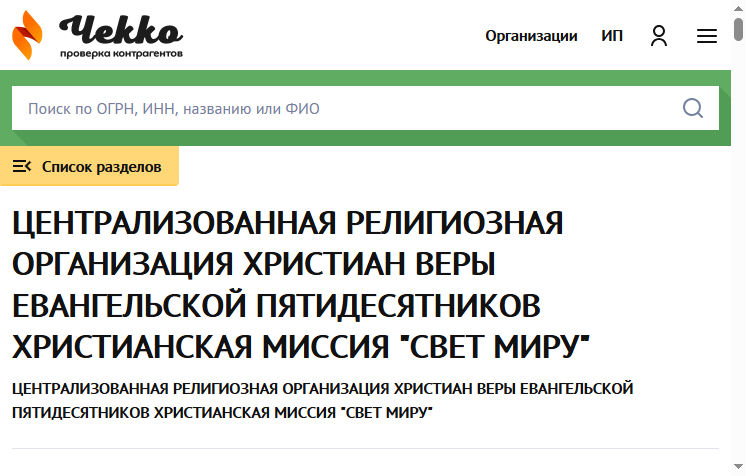 Чекко
проверка контрагентов
Организации ИП
Поиск по ОГРН, ИНН, названию или ФИО
Список разделов
ЦЕНТРАЛИЗОВАННАЯ РЕЛИГИОЗНАЯ
ОРГАНИЗАЦИЯ ХРИСТИАН ВЕРЫ
ЕВАНГЕЛЬСКОЙ ПЯТИДЕСЯТНИКОВ
ХРИСТИАНСКАЯ МИССИЯ "СВЕТ МИРУ"
ЦЕНТРАЛИЗОВАННАЯ РЕЛИГИОЗНАЯ ОРГАНИЗАЦИЯ ХРИСТИАН ВЕРЫ ЕВАНГЕЛЬСКОЙ
ПЯТИДЕСЯТНИКОВ ХРИСТИАНСКАЯ МИССИЯ "СВЕТ МИРУ"